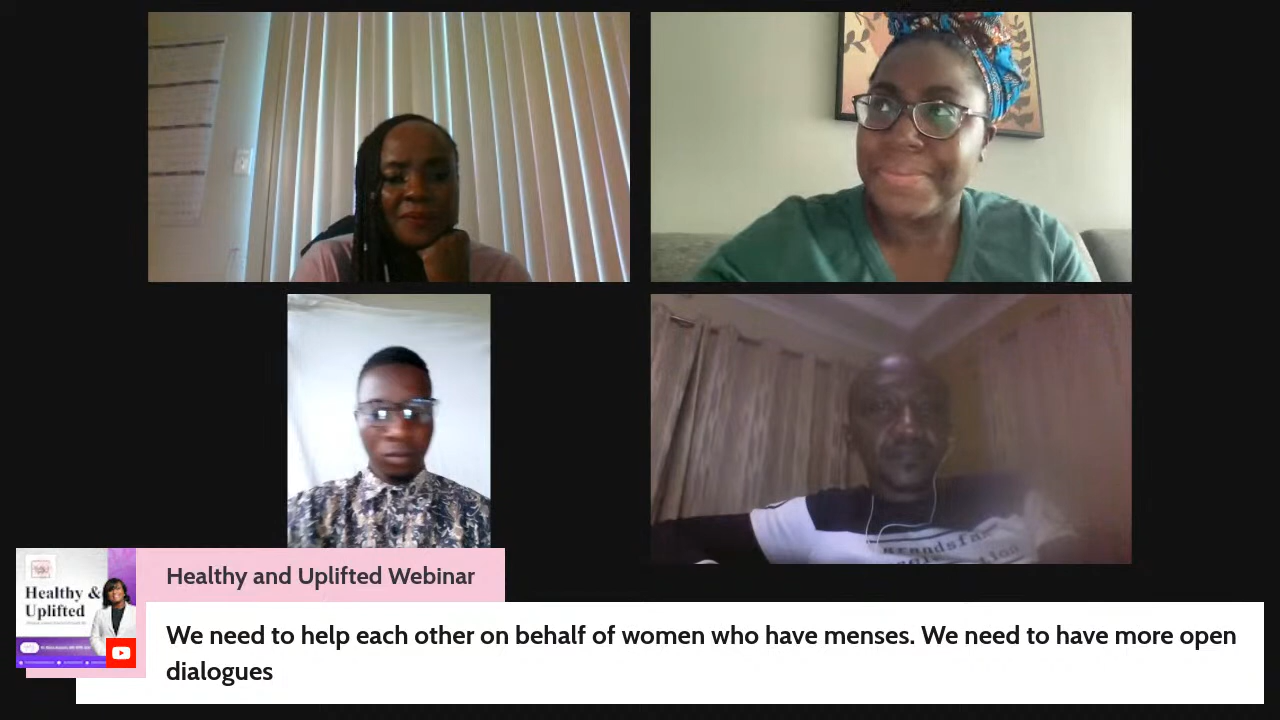 Healthy and Uplifted Webinar
We need to help each other on behalf of women who have menses. We need to have more open
dialogues
Healthy &
Uplifted